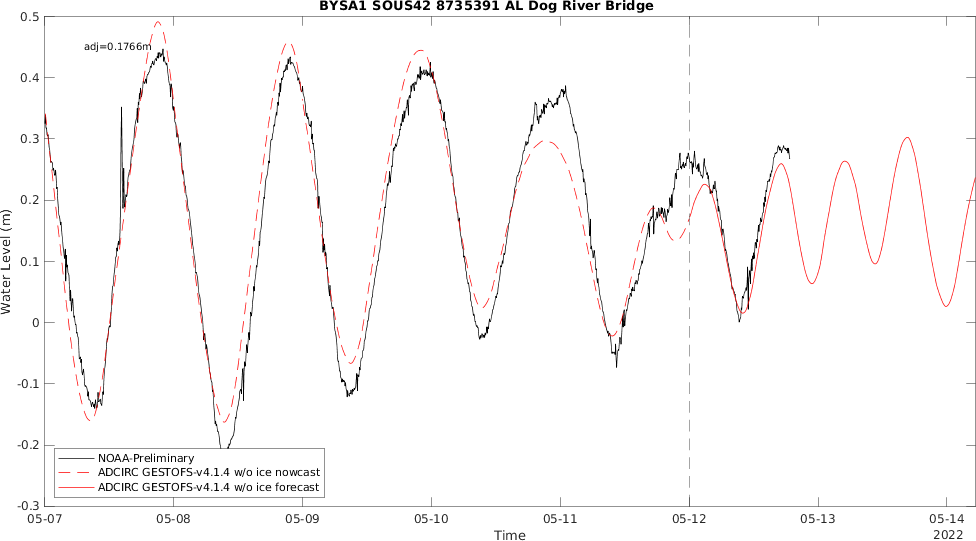 BYSA1 SOUS42 8735391 AL Dog River Bridge
adj=0.1766m
0.5
0.4
0.3
0.2
0.1
0
-0.1
-0.2
-0.3
Water Level (m)
NOAA-Preliminary
ADCIRC GESTOFS-v4.1.4 w/o ice nowcast
ADCIRC GESTOFS-v4.1.4 w/o ice forecast
05-07 05-08 05-09 05-10 05-11 05-12 05-13 05-14
2022
Time